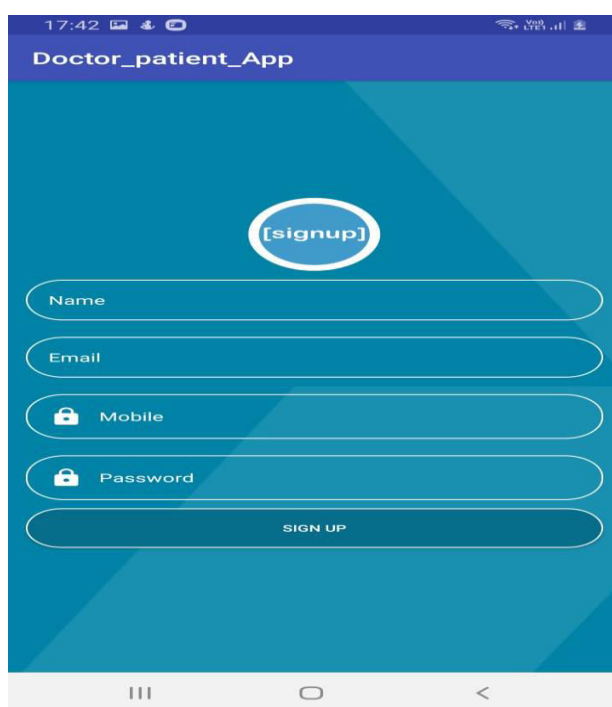 17:42
Doctor_patient_App
[signup]
Name
Email
Mobile
Password
SIGN UP